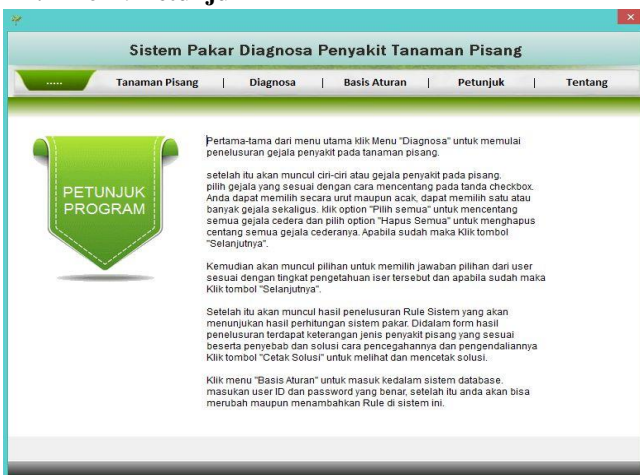 Sistem Pakar Diagnosa Penyakit Tanaman Pisang
..... Tanaman Pisang | Diagnosa | Basis Aturan | Petunjuk | Tentang
PETUNJUK
PROGRAM
Pertama-tama dari menu utama klik Menu "Diagnosa" untuk memulai
penelusuran gejala penyakit pada tanaman pisang.
setelah itu akan muncul ciri-ciri atau gejala penyakit pada pisang.
pilih gejala yang sesuai dengan cara mencentang pada tanda checkbox.
Anda dapat memilih secara urut maupun acak, dapat memilih satu atau
banyak gejala sekaligus. klik option "Pilih semua" untuk mencentang
semua gejala cedera dan pilih option "Hapus Semua" untuk menghapus
centang semua gejala cederanya. Apabila sudah maka Klik tombol
"Selanjutnya".
Kemudian akan muncul pilihan untuk memilih jawaban pilihan dari user
sesuai dengan tingkat pengetahuan iser tersebut dan apabila sudah maka
Klik tombol "Selanjutnya".
Setelah itu akan muncul hasil penelusuran Rule Sistem yang akan
menunjukan hasil perhitungan sistem pakar. Didalam form hasil
penelusuran terdapat keterangan jenis penyakit pisang yang sesuai
beserta penyebab dan solusi cara pencegahannya dan pengendaliannya
Klik tombol "Cetak Solusi" untuk melihat dan mencetak solusi.
Klik menu "Basis Aturan" untuk masuk kedalam sistem database.
masukan user ID dan password yang benar, setelah itu anda akan bisa
merubah maupun menambahkan Rule di sistem ini.